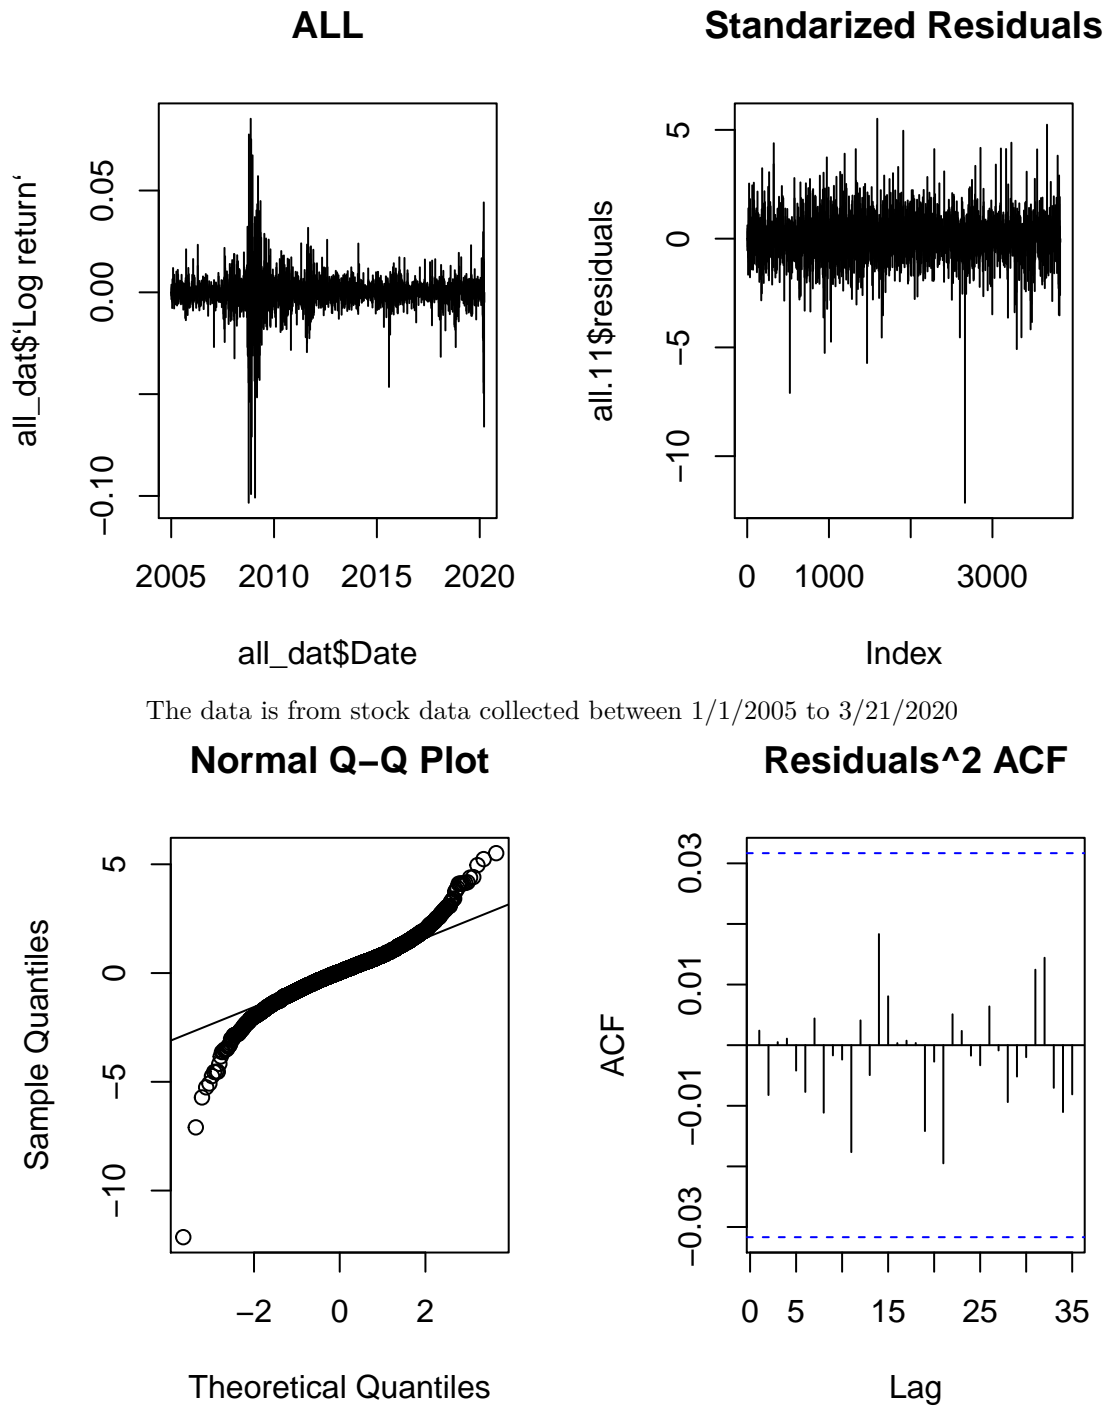 ALL
Standarized Residuals
all_dat$‘Log return‘
−0.10 0.00 0.05
2005 2010 2015 2020
all_dat$Date
all.11$residuals
−10 −5 0 5
0 1000 3000
Index
The data is from stock data collected between 1/1/2005 to 3/21/2020
Normal Q−Q Plot
Residuals^2 ACF
Sample Quantiles
−10 −5 0 5
−2 0 2
Theoretical Quantiles
ACF
−0.03 −0.01 0.01 0.03
0 5 15 25 35
Lag